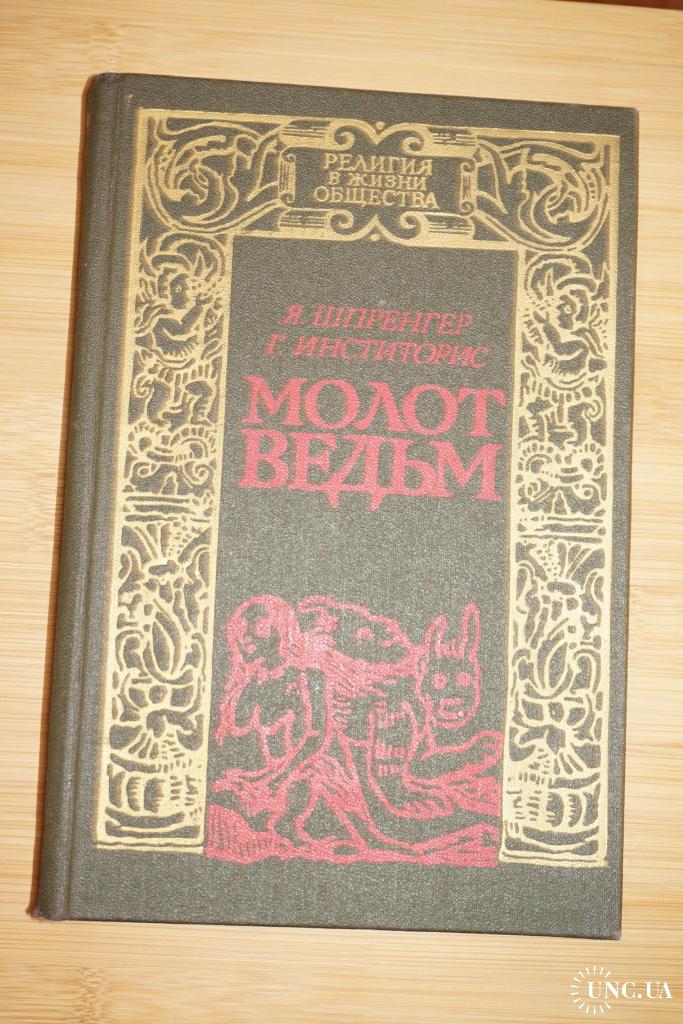 РЕЛИГИЯ
В ЖИЗНИ
ОБЩЕСТВА
Я. ШПРЕНГЕР
Г. ИНСТИТОРИС
МОЛОТ
ВЕДЬМ
UNC.UA